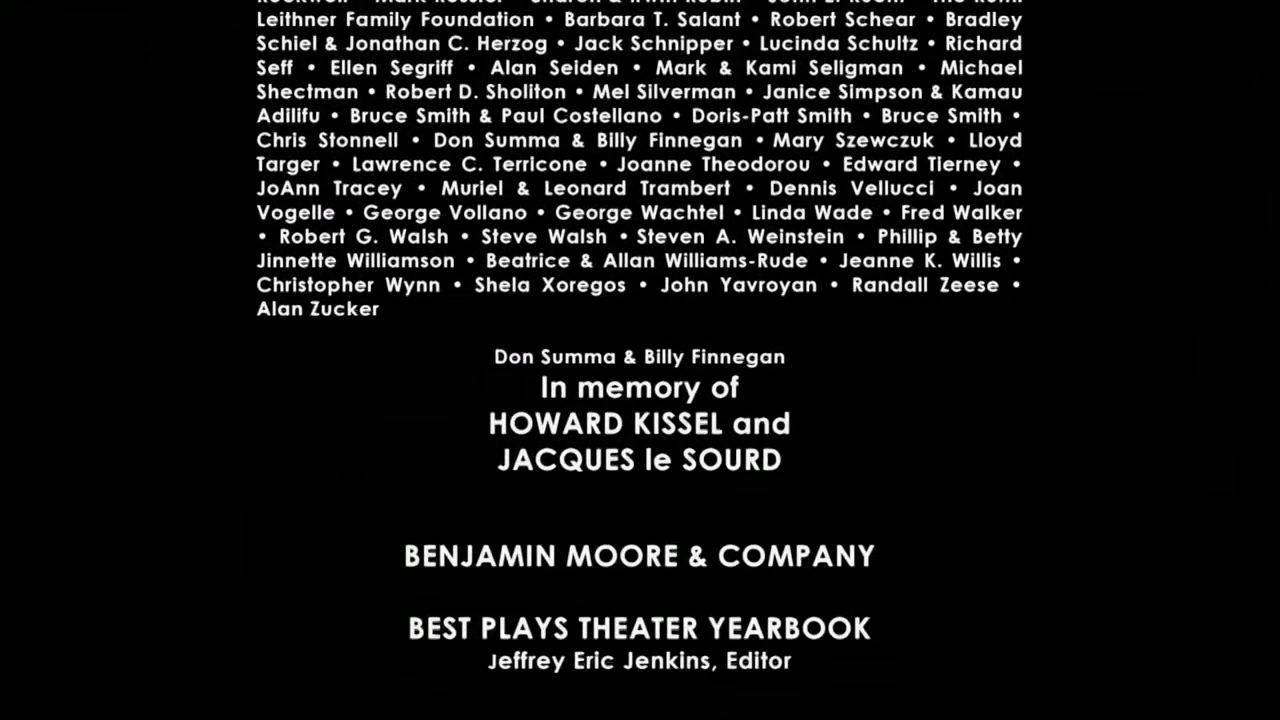 Leithner Family Foundation • Barbara T. Salant • Robert Schear • Bradley
Schiel & Jonathan C. Herzog • Jack Schnipper • Lucinda Schultz • Richard
Seff • Ellen Segriff • Alan Seiden • Mark & Kami Seligman • Michael
Shectman • Robert D. Sholiton • Mel Silverman • Janice Simpson & Kamau
Adilifu • Bruce Smith & Paul Costellano • Doris-Patt Smith • Bruce Smith •
Chris Stonnell • Don Summa & Billy Finnegan • Mary Szewczuk • Lloyd
Targer • Lawrence C. Terricone • Joanne Theodorou • Edward Tierney •
JoAnn Tracey • Muriel & Leonard Trambert • Dennis Vellucci • Joan
Vogelle • George Vollano • George Wachtel • Linda Wade • Fred Walker
• Robert G. Walsh • Steve Walsh • Steven A. Weinstein • Phillip & Betty
Jinnette Williamson • Beatrice & Allan Williams-Rude • Jeanne K. Willis •
Christopher Wynn • Shela Xoregos • John Yavroyan • Randall Zeese •
Alan Zucker
Don Summa & Billy Finnegan
In memory of
HOWARD KISSEL and
JACQUES le SOURD
BENJAMIN MOORE & COMPANY
BEST PLAYS THEATER YEARBOOK
Jeffrey Eric Jenkins, Editor